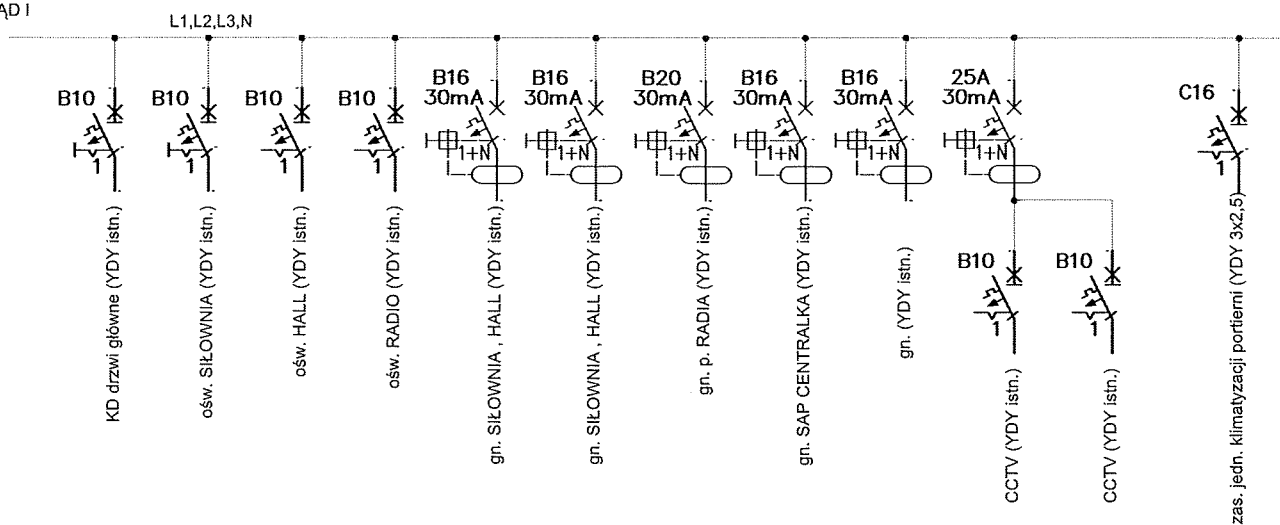 ĄD I
L1,L2,L3,N
B10
1
KD drzwi główne (YDY istn.)
B10
1
ośw. SIŁOWNIA (YDY istn.)
B10
1
ośw. HALL (YDY istn.)
B10
1
ośw. RADIO (YDY istn.)
B16
30mA
1+N
gn. SIŁOWNIA , HALL (YDY istn.)
B16
30mA
1+N
gn. SIŁOWNIA , HALL (YDY istn.)
B20
30mA
1+N
gn. p. RADIA (YDY istn.)
B16
30mA
1+N
gn. SAP CENTRALKA (YDY istn.)
B16
30mA
1+N
gn. (YDY istn.)
25A
30mA
1+N
B10
1
CCTV (YDY istn.)
B10
1
CCTV (YDY istn.)
C16
1
zas. jedn. klimatyzacji portierni (YDY 3x2,5)